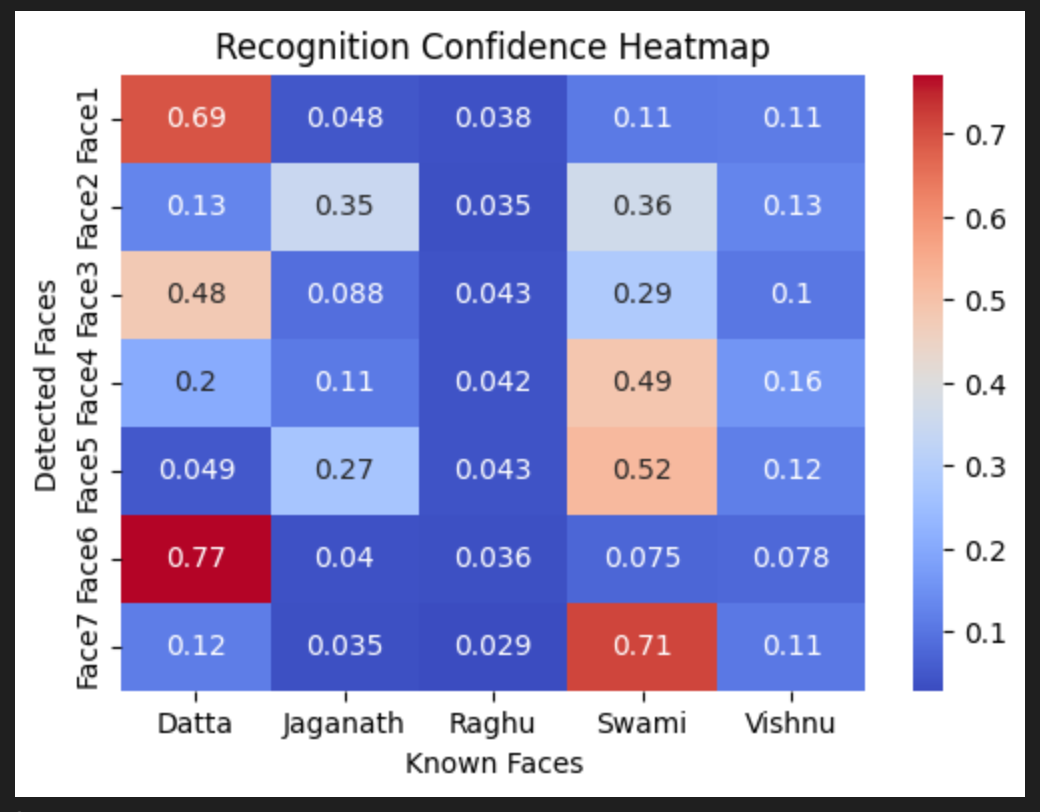 Recognition Confidence Heatmap
Detected Faces
Face1 0.69 0.048 0.038 0.11 0.11
Face2 0.13 0.35 0.035 0.36 0.13
Face3 0.48 0.088 0.043 0.29 0.1
Face4 0.2 0.11 0.042 0.49 0.16
Face5 0.049 0.27 0.043 0.52 0.12
Face6 0.77 0.04 0.036 0.075 0.078
Face7 0.12 0.035 0.029 0.71 0.11
Datta Jaganath Raghu Swami Vishnu
Known Faces
0.7
0.6
0.5
0.4
0.3
0.2
0.1